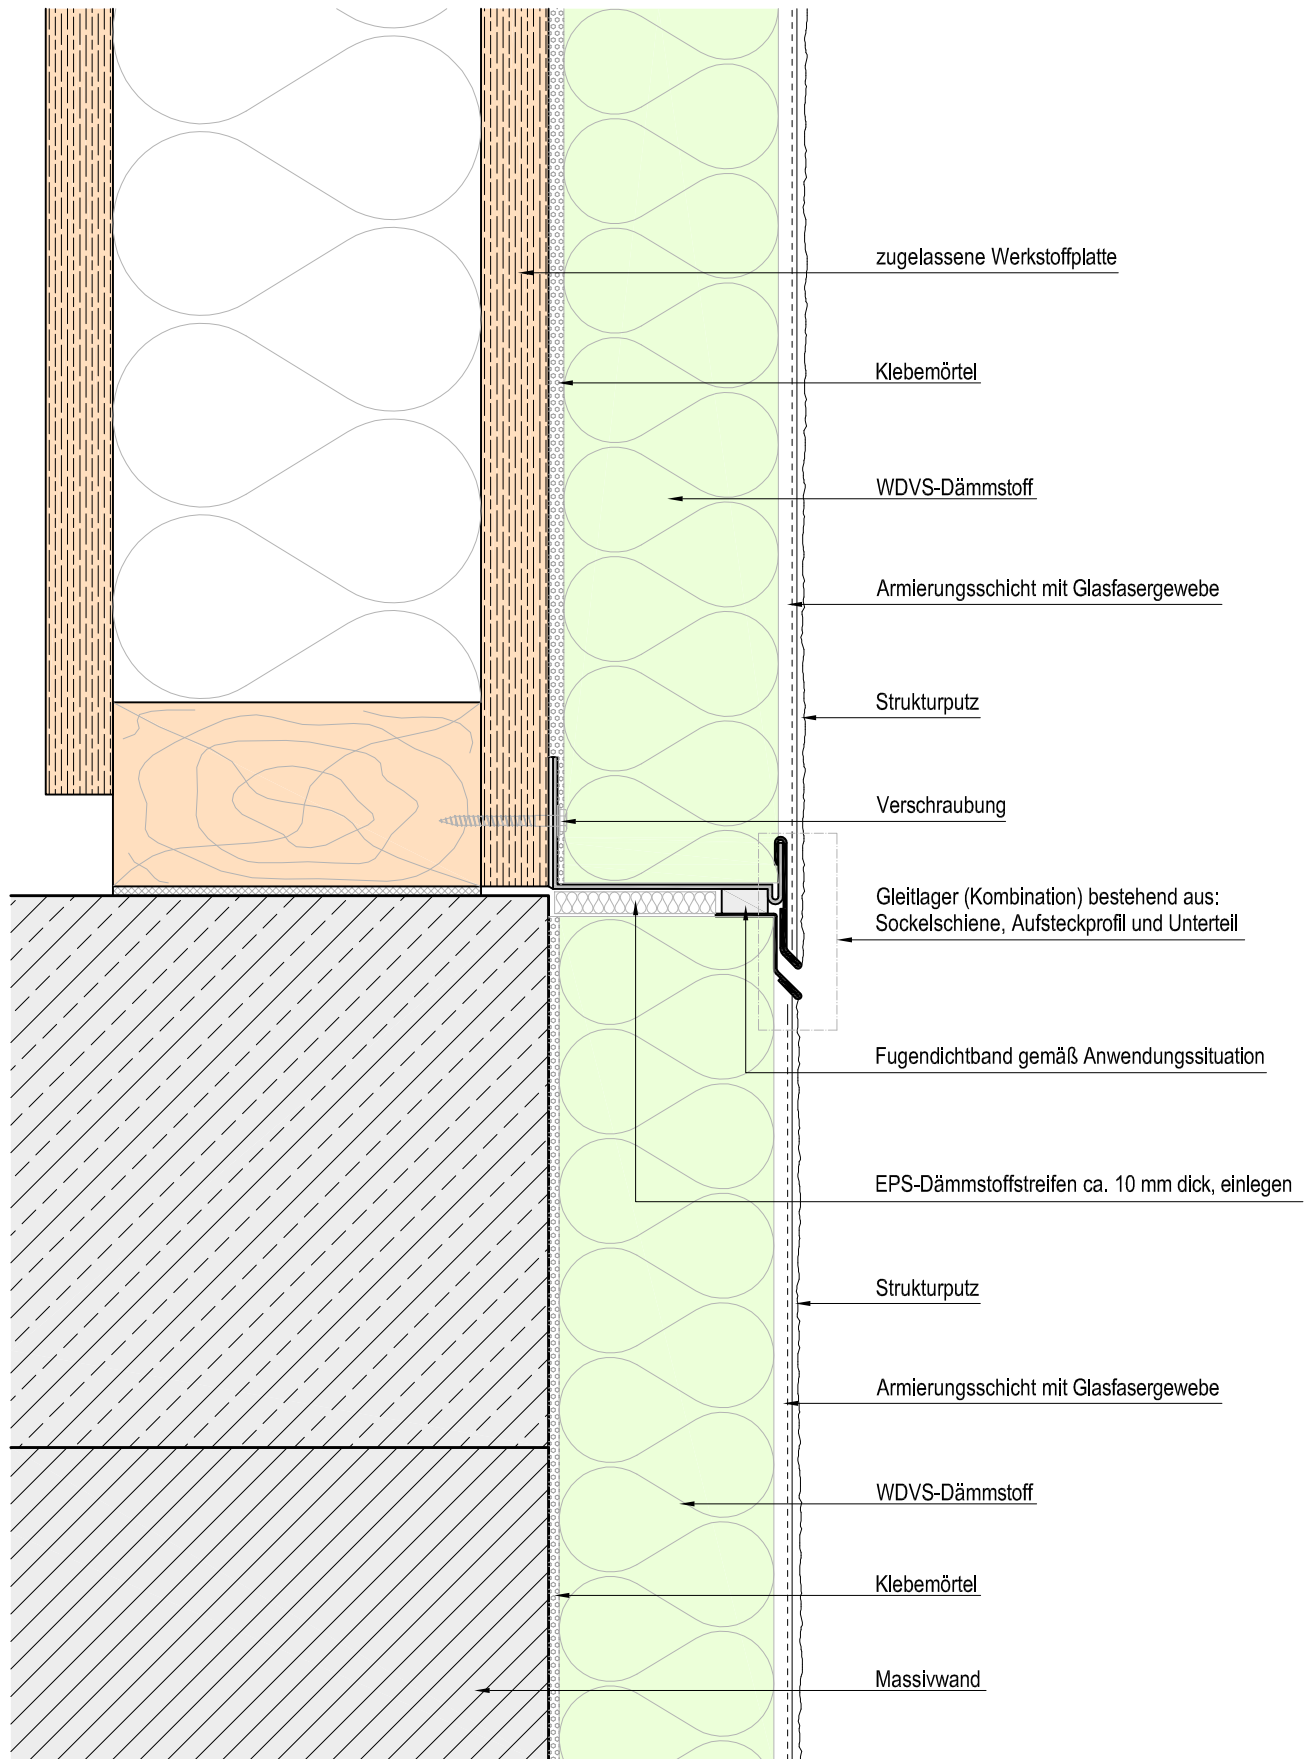 zugelassene Werkstoffplatte
Klebemörtel
WDVS-Dämmstoff
Armierungsschicht mit Glasfasergewebe
Strukturputz
Verschraubung
Gleitlager (Kombination) bestehend aus:
Sockelschiene, Aufsteckprofil und Unterteil
Fugendichtband gemäß Anwendungssituation
EPS-Dämmstoffstreifen ca. 10 mm dick, einlegen
Strukturputz
Armierungsschicht mit Glasfasergewebe
WDVS-Dämmstoff
Klebemörtel
Massivwand